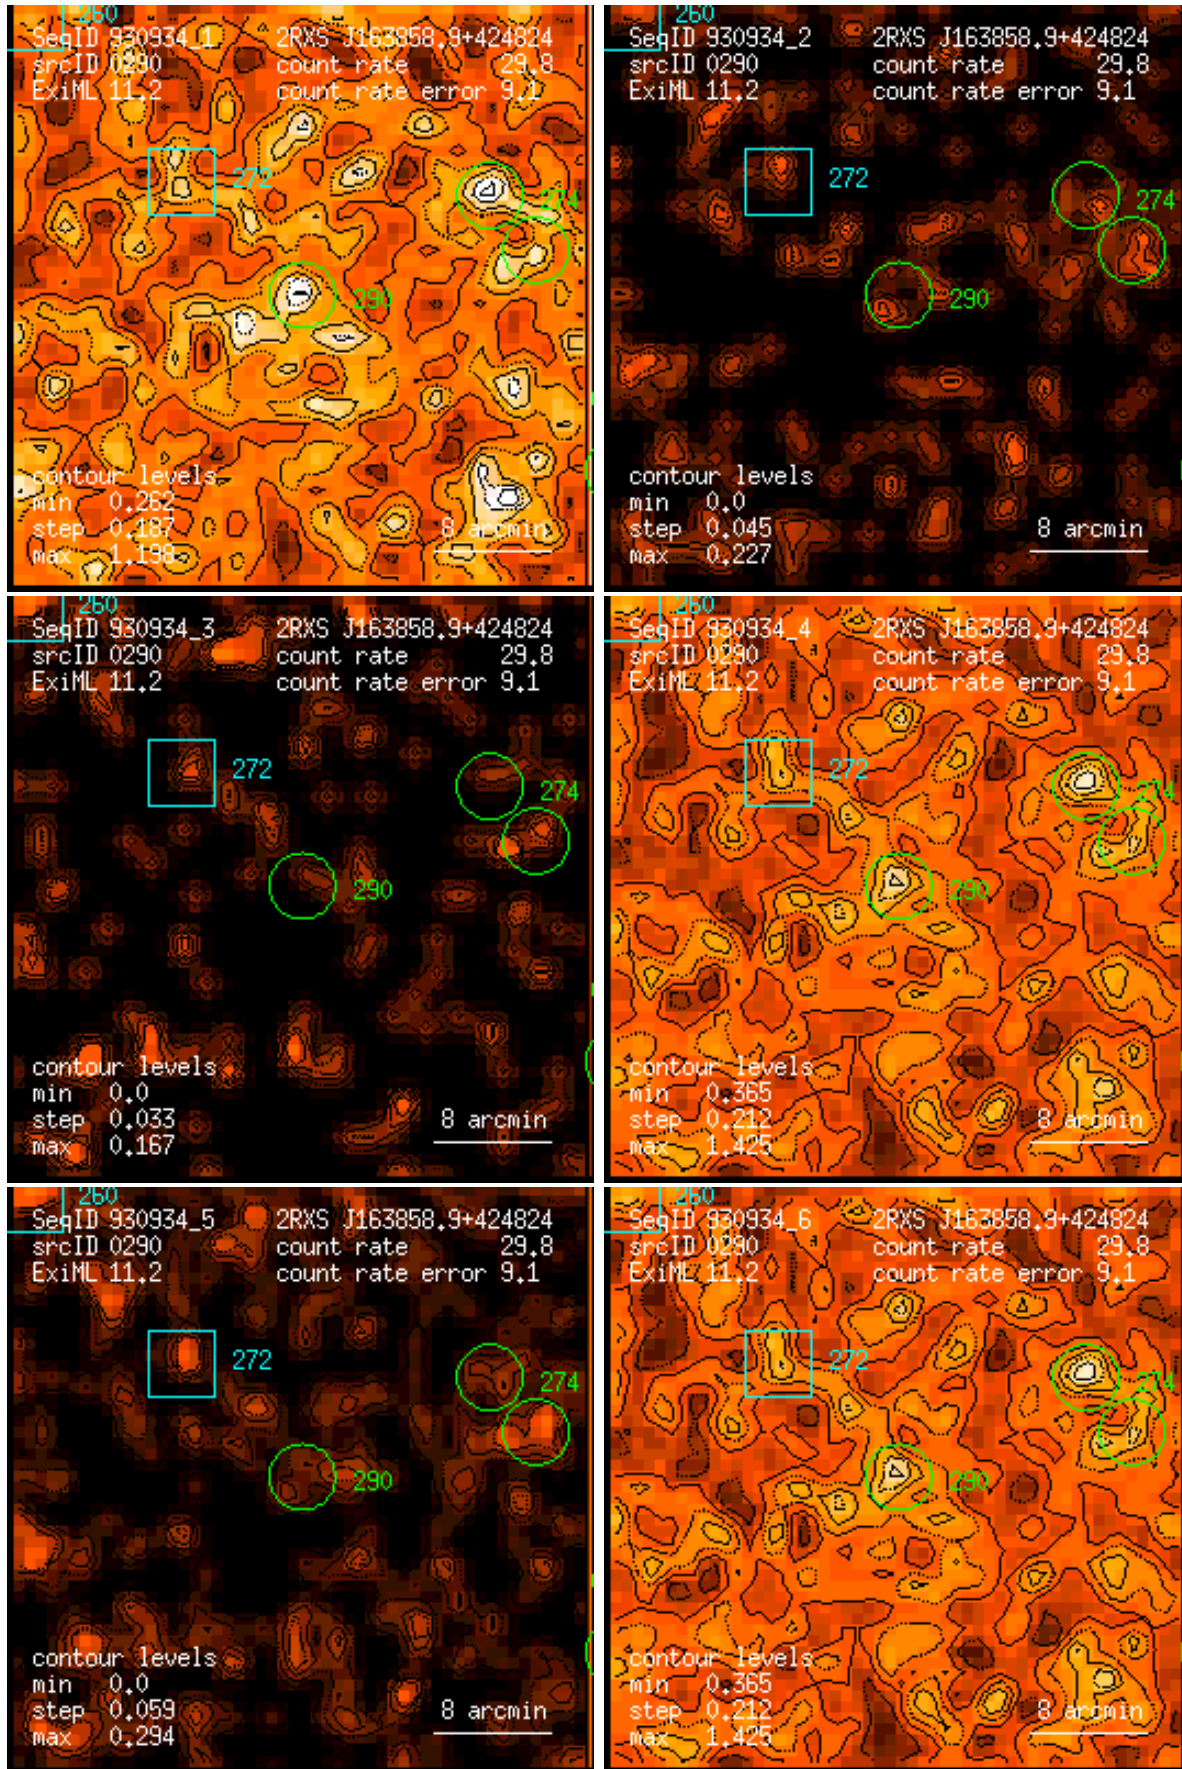 260
SeqID 930934_1 2RXS J163858.9+424824
srcID 0290 count rate 29.8
ExiML 11.2 count rate error 9.1
272
274
290
contour levels
min 0.262
step 0.187 8 arcmin
max 1.198
260
SeqID 930934_2 2RXS J163858.9+424824
srcID 0290 count rate 29.8
ExiML 11.2 count rate error 9.1
272
274
290
contour levels
min 0.0
step 0.045 8 arcmin
max 0.227
260
SeqID 930934_3 2RXS J163858.9+424824
srcID 0290 count rate 29.8
ExiML 11.2 count rate error 9.1
272
274
290
contour levels
min 0.0
step 0.033 8 arcmin
max 0.167
260
SeqID 930934_4 2RXS J163858.9+424824
srcID 0290 count rate 29.8
ExiML 11.2 count rate error 9.1
272
274
290
contour levels
min 0.365
step 0.212 8 arcmin
max 1.425
260
SeqID 930934_5 2RXS J163858.9+424824
srcID 0290 count rate 29.8
ExiML 11.2 count rate error 9.1
272
274
290
contour levels
min 0.0
step 0.059 8 arcmin
max 0.294
260
SeqID 930934_6 2RXS J163858.9+424824
srcID 0290 count rate 29.8
ExiML 11.2 count rate error 9.1
272
274
290
contour levels
min 0.365
step 0.212 8 arcmin
max 1.425